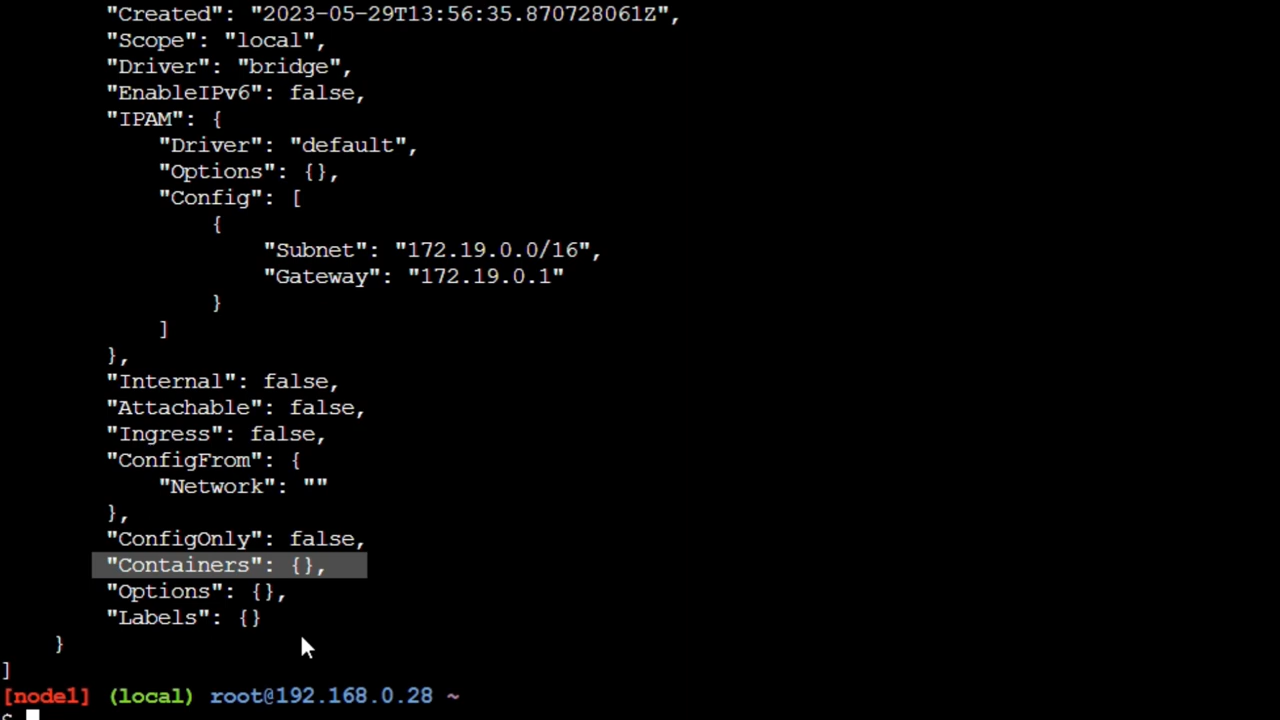 "Created": "2023-05-29T13:56:35.870728061Z",
"Scope": "local",
"Driver": "bridge",
"EnableIPv6": false,
"IPAM": {
"Driver": "default",
"Options": {},
"Config": [
{
"Subnet": "172.19.0.0/16",
"Gateway": "172.19.0.1"
}
]
},
"Internal": false,
"Attachable": false,
"Ingress": false,
"ConfigFrom": {
"Network": ""
},
"ConfigOnly": false,
"Containers": {},
"Options": {},
"Labels": {}
}
]
[node1] (local) root@192.168.0.28 ~
$